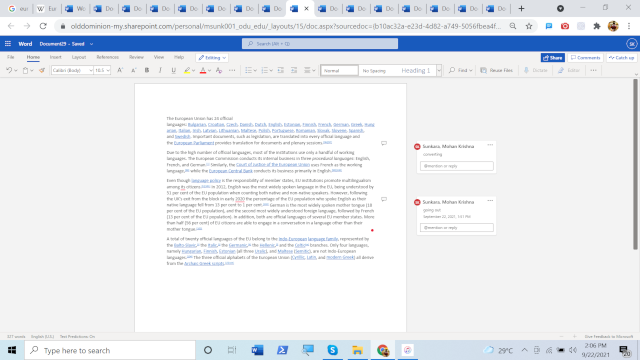 olddominion-my.sharepoint.com/personal/msunk001_odu_edu/_layouts/15/doc.aspx?sourcedoc={b10ac32a-e23d-4d82-a749-5056fbea4f...
Word Document29 - Saved
Search (Alt + Q)
SK
File Home Insert Layout References Review View Help
Editing
Share Comments Catch up
Calibri (Body) 10.5
Normal No Spacing Heading 1
Find Reuse Files
Dictate Editor
The European Union has 24 official
languages: Bulgarian, Croatian, Czech, Danish, Dutch, English, Estonian, Finnish, French, German, Greek, Hung
arian, Italian, Irish, Latvian, Lithuanian, Maltese, Polish, Portuguese, Romanian, Slovak, Slovene, Spanish,
and Swedish. Important documents, such as legislation, are translated into every official language and
the European Parliament provides translation for documents and plenary sessions.
Due to the high number of official languages, most of the institutions use only a handful of working
languages. The European Commission conducts its internal business in three procedural languages: English,
French, and German. Similarly, the Court of Justice of the European Union uses French as the working
language, while the European Central Bank conducts its business primarily in English.
Even though language policy is the responsibility of member states, EU institutions promote multilingualism
among its citizens. In 2012, English was the most widely spoken language in the EU, being understood by
51 per cent of the EU population when counting both native and non-native speakers. However, following
the UK's exit from the block in early 2020 the percentage of the EU population who spoke English as their
native language fell from 13 per cent to 1 per cent. German is the most widely spoken mother tongue (18
per cent of the EU population), and the second most widely understood foreign language, followed by French
(13 per cent of the EU population). In addition, both are official languages of several EU member states. More
than half (56 per cent) of EU citizens are able to engage in a conversation in a language other than their
mother tongue.
A total of twenty official languages of the EU belong to the Indo-European language family, represented by
the Balto-Slavic, the Italic, the Germanic, the Hellenic, and the Celtic branches. Only four languages,
namely Hungarian, Finnish, Estonian (all three Uralic), and Maltese (Semitic), are not Indo-European
languages. The three official alphabets of the European Union (Cyrillic, Latin, and modern Greek) all derive
from the Archaic Greek scripts.
Sunkara, Mohan Krishna
commenting
@mention or reply
Sunkara, Mohan Krishna
September 22, 2021
@mention or reply
327 words English (U.S.) Text Predictions: On
Give Feedback to Microsoft
Type here to search
29°C
2:06 PM
9/22/2021